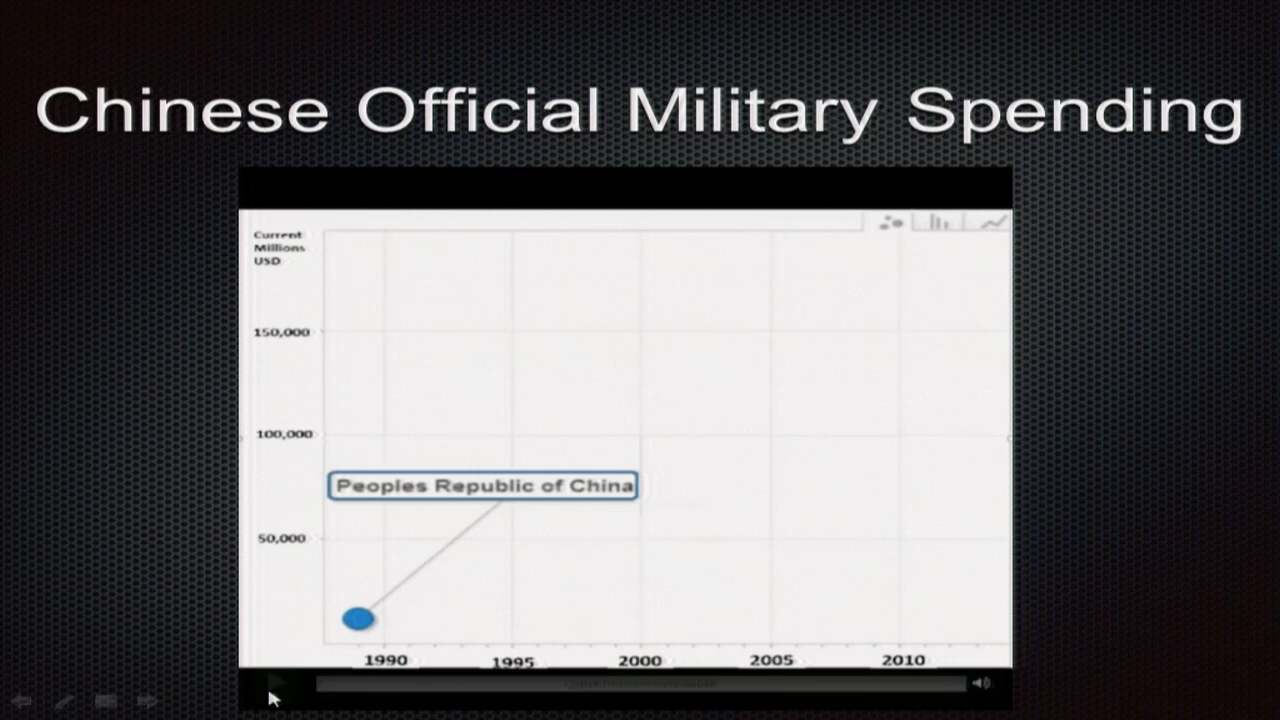 Chinese Official Military Spending
Current
Millions
USD
150,000
100,000
Peoples Republic of China
50,000
1990
1995
2000
2005
2010